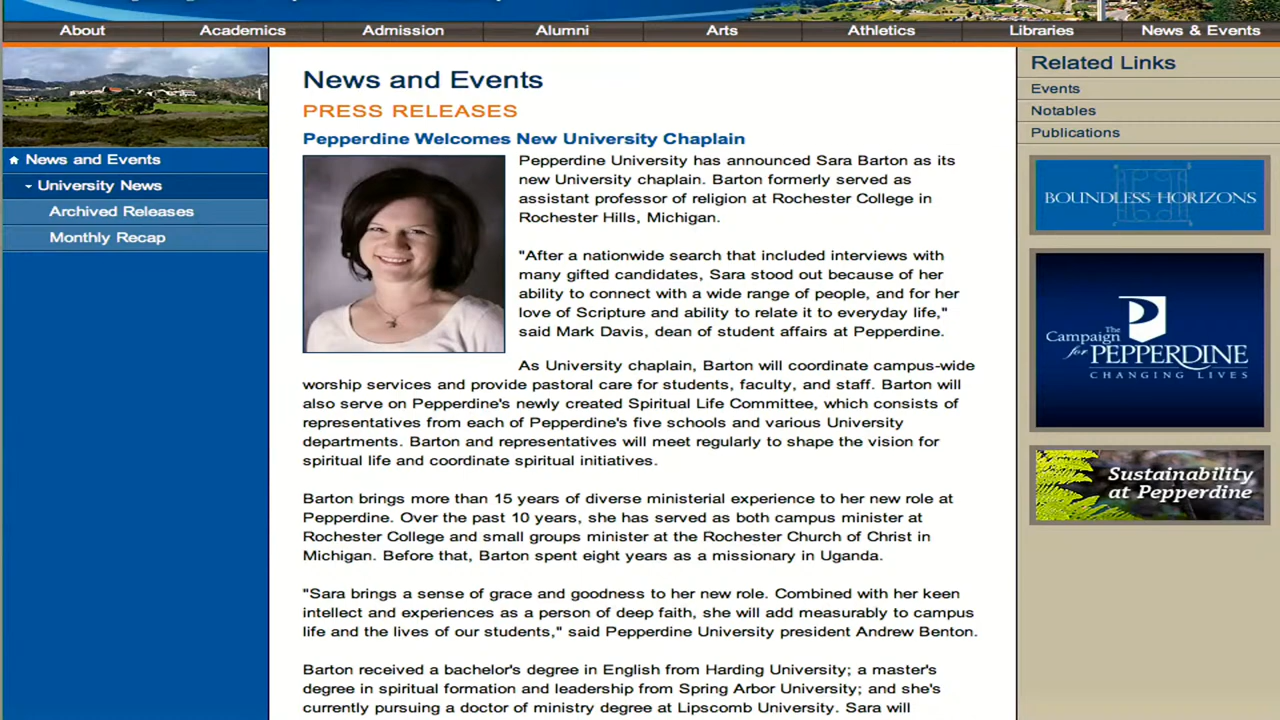 About Academics Admission Alumni Arts Athletics Libraries News & Events
News and Events
University News
Archived Releases
Monthly Recap
News and Events
PRESS RELEASES
Pepperdine Welcomes New University Chaplain
Pepperdine University has announced Sara Barton as its
new University chaplain. Barton formerly served as
assistant professor of religion at Rochester College in
Rochester Hills, Michigan.
"After a nationwide search that included interviews with
many gifted candidates, Sara stood out because of her
ability to connect with a wide range of people, and for her
love of Scripture and ability to relate it to everyday life,"
said Mark Davis, dean of student affairs at Pepperdine.
As University chaplain, Barton will coordinate campus-wide
worship services and provide pastoral care for students, faculty, and staff. Barton will
also serve on Pepperdine's newly created Spiritual Life Committee, which consists of
representatives from each of Pepperdine's five schools and various University
departments. Barton and representatives will meet regularly to shape the vision for
spiritual life and coordinate spiritual initiatives.
Barton brings more than 15 years of diverse ministerial experience to her new role at
Pepperdine. Over the past 10 years, she has served as both campus minister at
Rochester College and small groups minister at the Rochester Church of Christ in
Michigan. Before that, Barton spent eight years as a missionary in Uganda.
"Sara brings a sense of grace and goodness to her new role. Combined with her keen
intellect and experiences as a person of deep faith, she will add measurably to campus
life and the lives of our students," said Pepperdine University president Andrew Benton.
Barton received a bachelor's degree in English from Harding University; a master's
degree in spiritual formation and leadership from Spring Arbor University; and she's
currently pursuing a doctor of ministry degree at Lipscomb University. Sara will
Related Links
Events
Notables
Publications
BOUNDLESS HORIZONS
The
Campaign
for PEPPERDINE
CHANGING LIVES
Sustainability
at Pepperdine